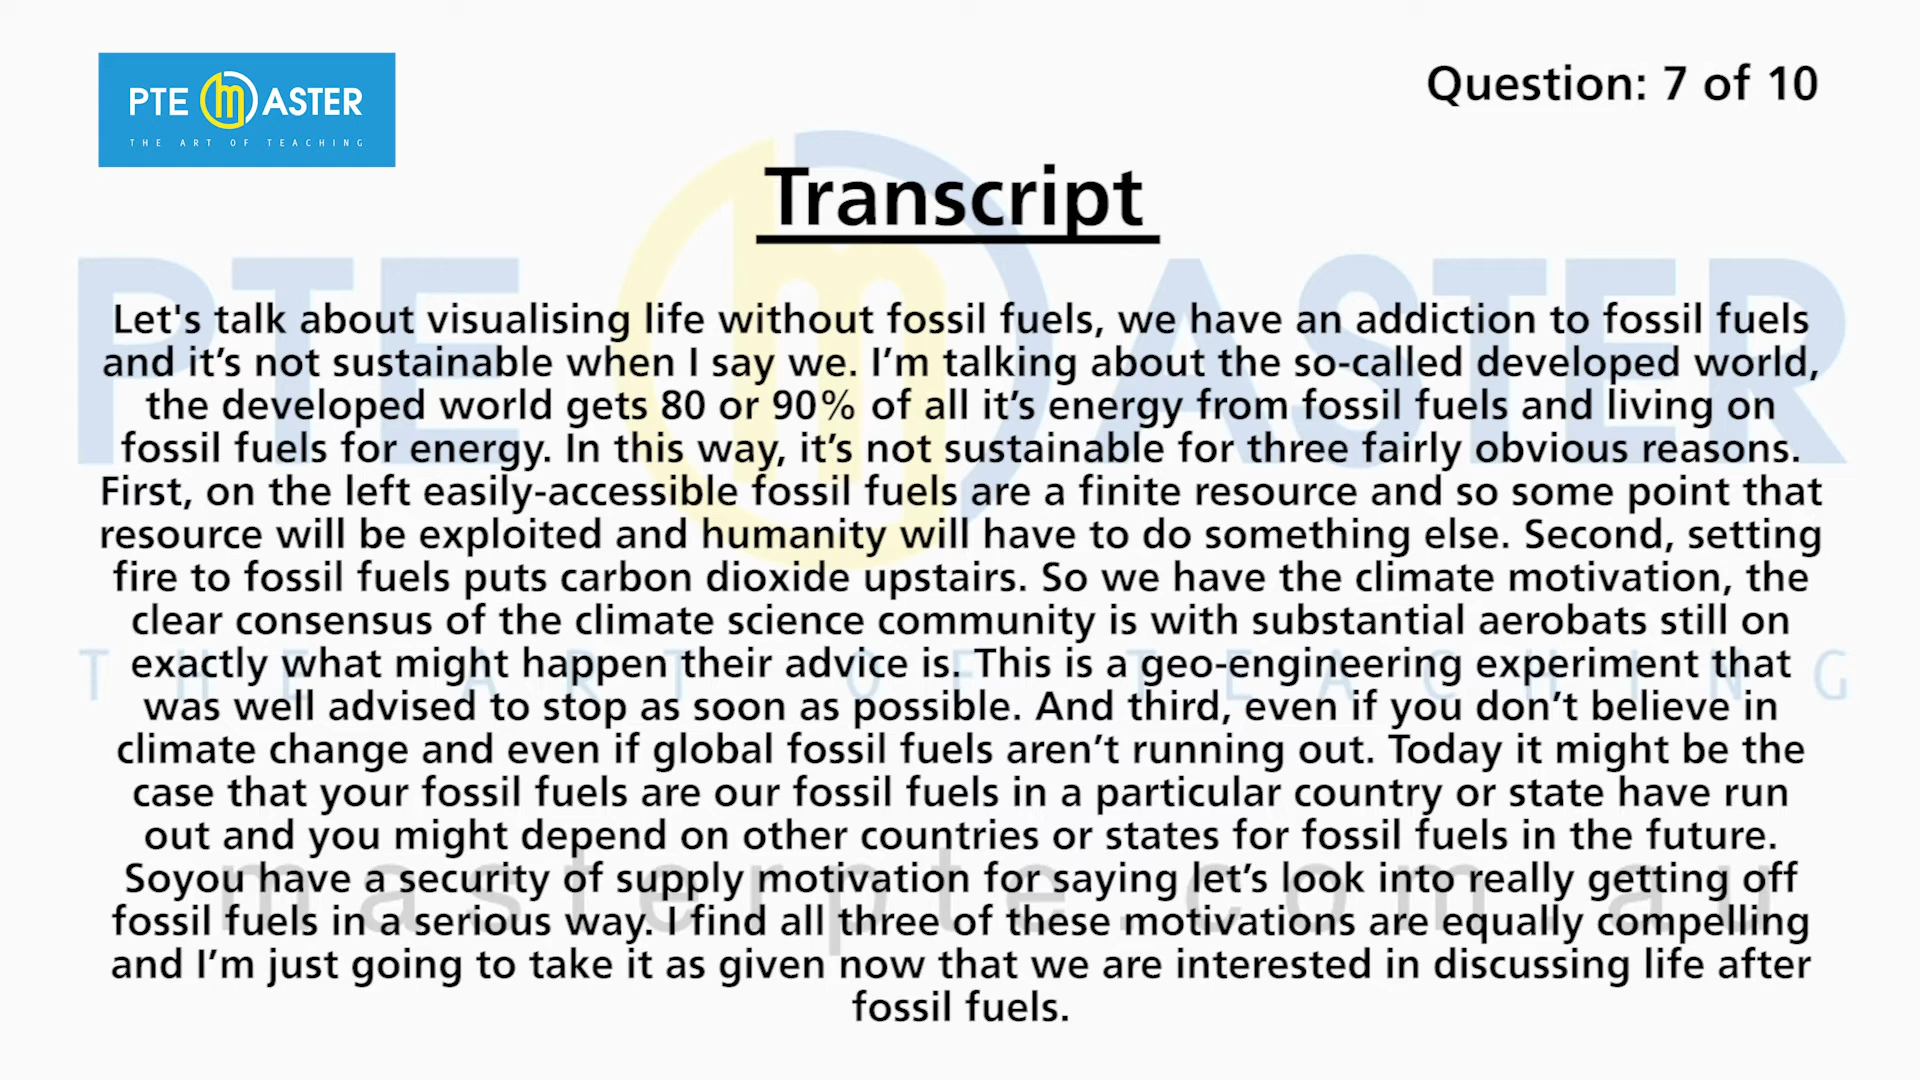 PTE MASTER
THE ART OF TEACHING
Question: 7 of 10
Transcript
Let's talk about visualising life without fossil fuels, we have an addiction to fossil fuels
and it’s not sustainable when I say we. I’m talking about the so-called developed world,
the developed world gets 80 or 90% of all it’s energy from fossil fuels and living on
fossil fuels for energy. In this way, it’s not sustainable for three fairly obvious reasons.
First, on the left easily-accessible fossil fuels are a finite resource and so some point that
resource will be exploited and humanity will have to do something else. Second, setting
fire to fossil fuels puts carbon dioxide upstairs. So we have the climate motivation, the
clear consensus of the climate science community is with substantial aerobats still on
exactly what might happen their advice is. This is a geo-engineering experiment that
was well advised to stop as soon as possible. And third, even if you don’t believe in
climate change and even if global fossil fuels aren’t running out. Today it might be the
case that your fossil fuels are our fossil fuels in a particular country or state have run
out and you might depend on other countries or states for fossil fuels in the future.
Soyou have a security of supply motivation for saying let’s look into really getting off
fossil fuels in a serious way. I find all three of these motivations are equally compelling
and I’m just going to take it as given now that we are interested in discussing life after
fossil fuels.
PTE MASTER
THE ART OF TEACHING
masterpte.com.au